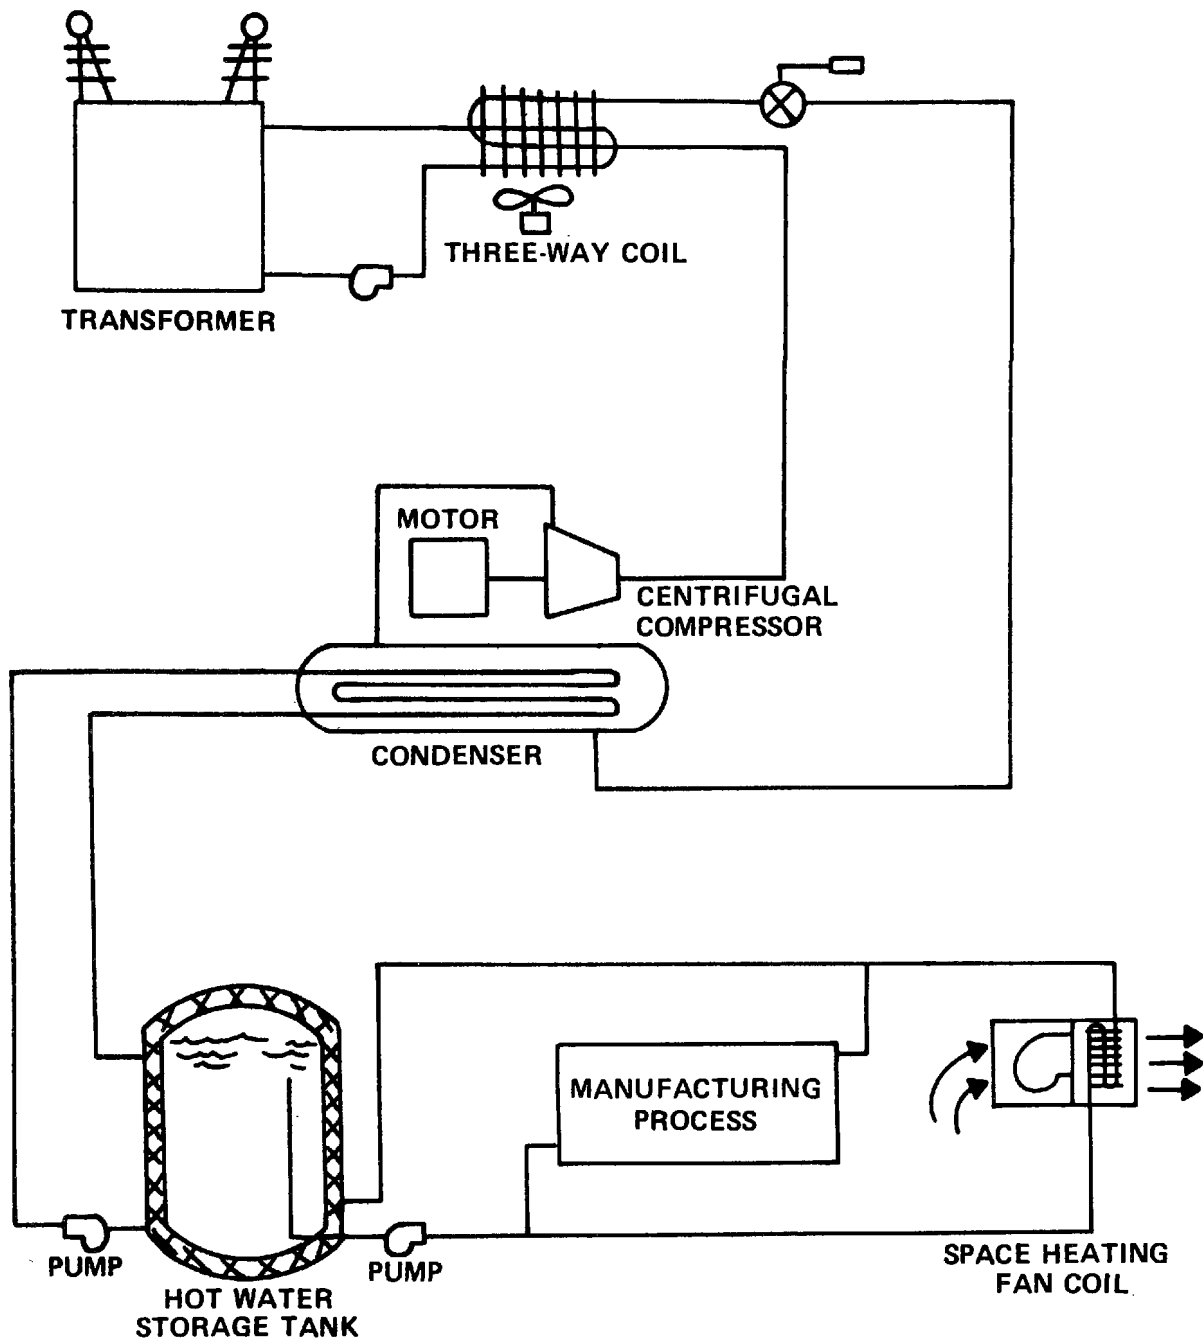 THREE-WAY COIL
TRANSFORMER
MOTOR
CENTRIFUGAL
COMPRESSOR
CONDENSER
MANUFACTURING
PROCESS
PUMP
PUMP
HOT WATER
STORAGE TANK
SPACE HEATING
FAN COIL